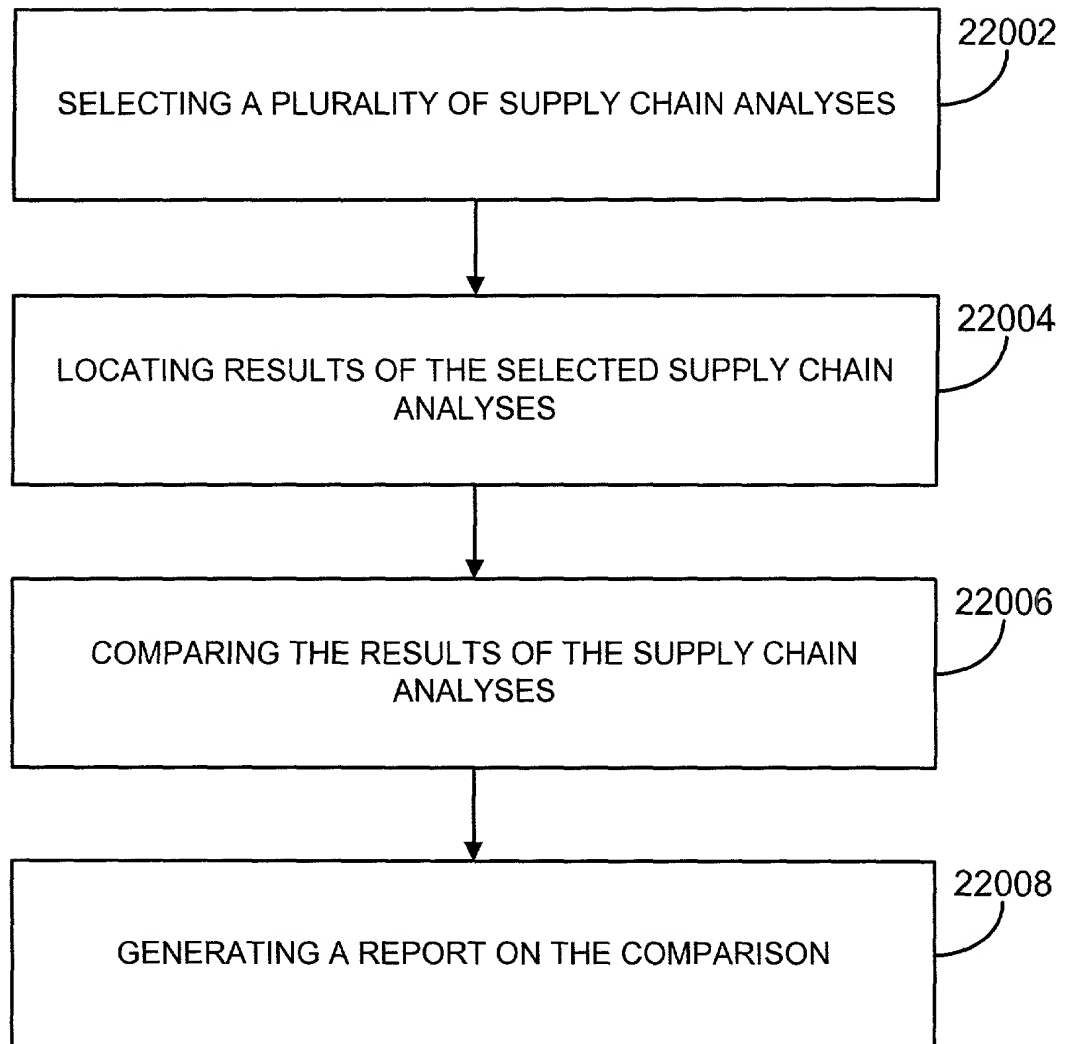 22002
SELECTING A PLURALITY OF SUPPLY CHAIN ANALYSES
22004
LOCATING RESULTS OF THE SELECTED SUPPLY CHAIN
ANALYSES
22006
COMPARING THE RESULTS OF THE SUPPLY CHAIN
ANALYSES
22008
GENERATING A REPORT ON THE COMPARISON